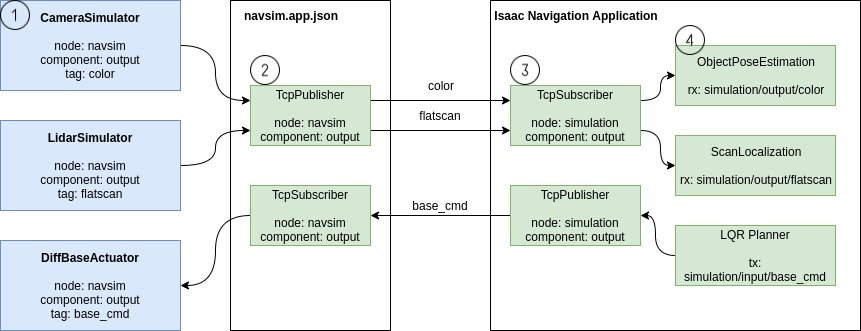 1
CameraSimulator
node: navsim
component: output
tag: color
LidarSimulator
node: navsim
component: output
tag: flatscan
DiffBaseActuator
node: navsim
component: output
tag: base_cmd
navsim.app.json
2
TcpPublisher
node: navsim
component: output
TcpSubscriber
node: navsim
component: output
color
flatscan
base_cmd
Isaac Navigation Application
3
TcpSubscriber
node: simulation
component: output
TcpPublisher
node: simulation
component: output
4
ObjectPoseEstimation
rx: simulation/output/color
ScanLocalization
rx: simulation/output/flatscan
LQR Planner
tx:
simulation/input/base_cmd